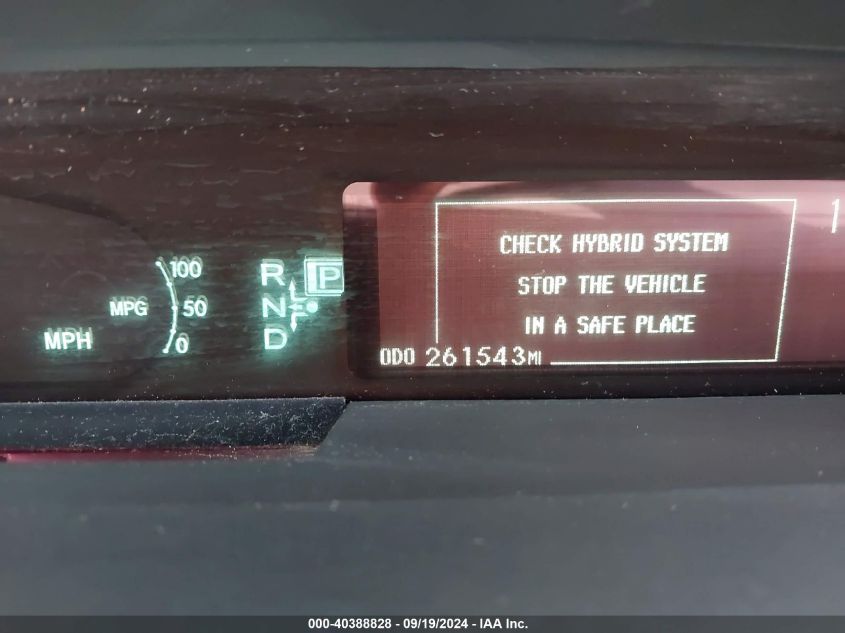 1
CHECK HYBRID SYSTEM
STOP THE VEHICLE
IN A SAFE PLACE
ODO 261543MI
100
MPG 50
MPH 0
R P
N
D
000-40388828 - 09/19/2024 - IAA Inc.